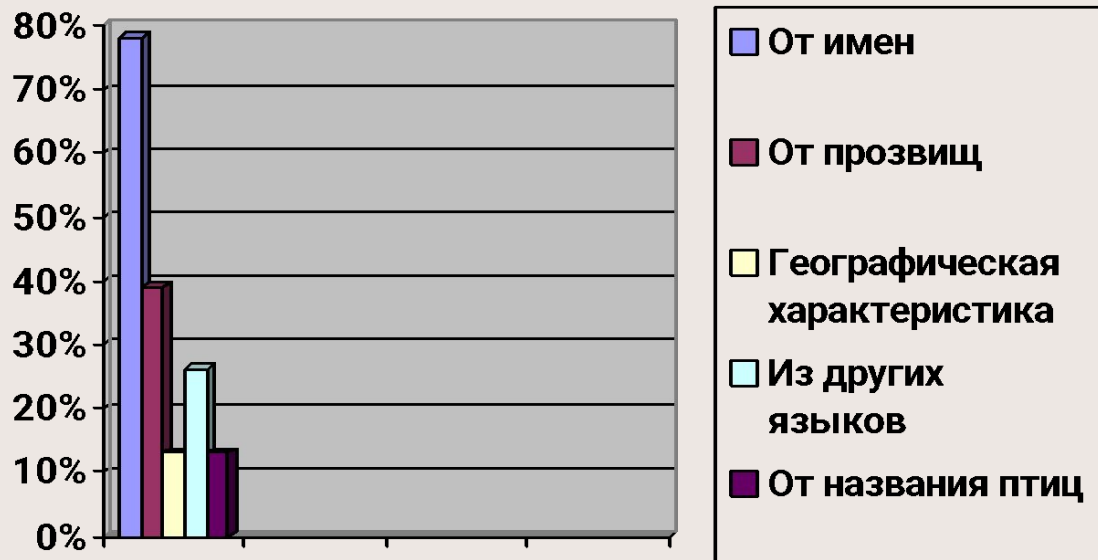 80%
70%
60%
50%
40%
30%
20%
10%
0%
От имен
От прозвищ
Географическая
характеристика
Из других
языков
От названия птиц